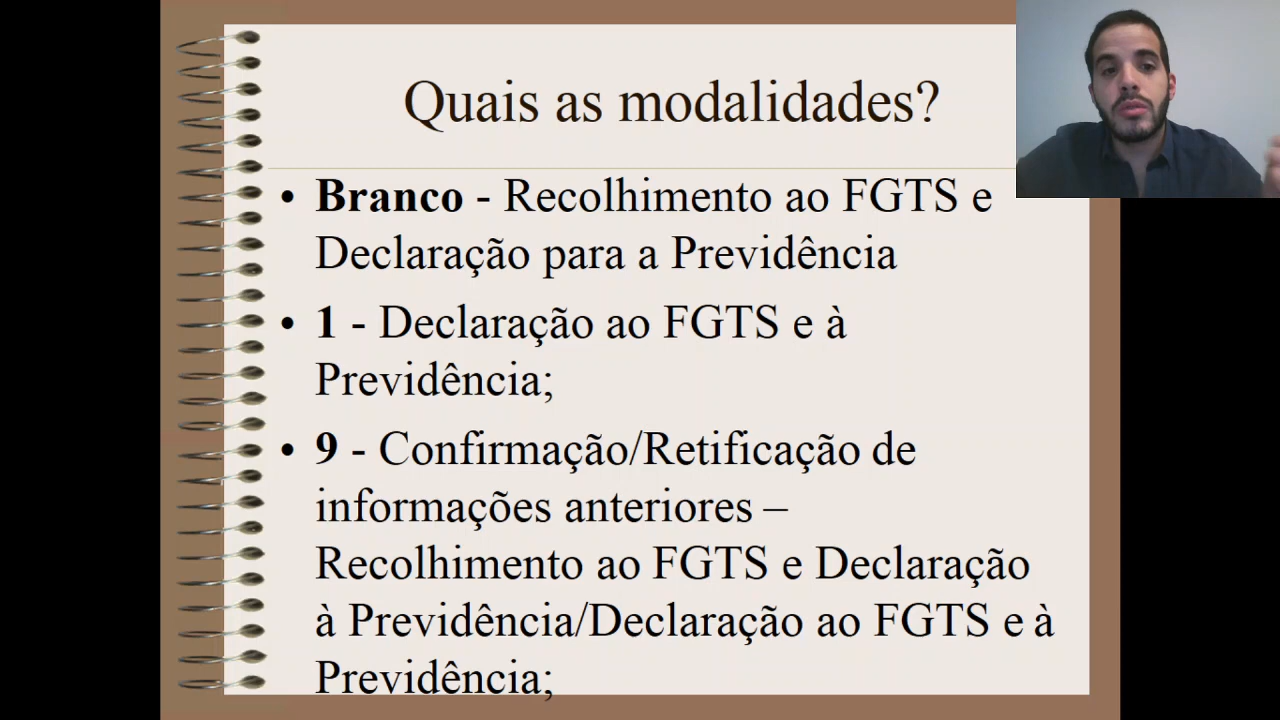 Quais as modalidades?
• Branco - Recolhimento ao FGTS e
Declaração para a Previdência
• 1 - Declaração ao FGTS e à
Previdência;
• 9 - Confirmação/Retificação de
informações anteriores –
Recolhimento ao FGTS e Declaração
à Previdência/Declaração ao FGTS e à
Previdência;